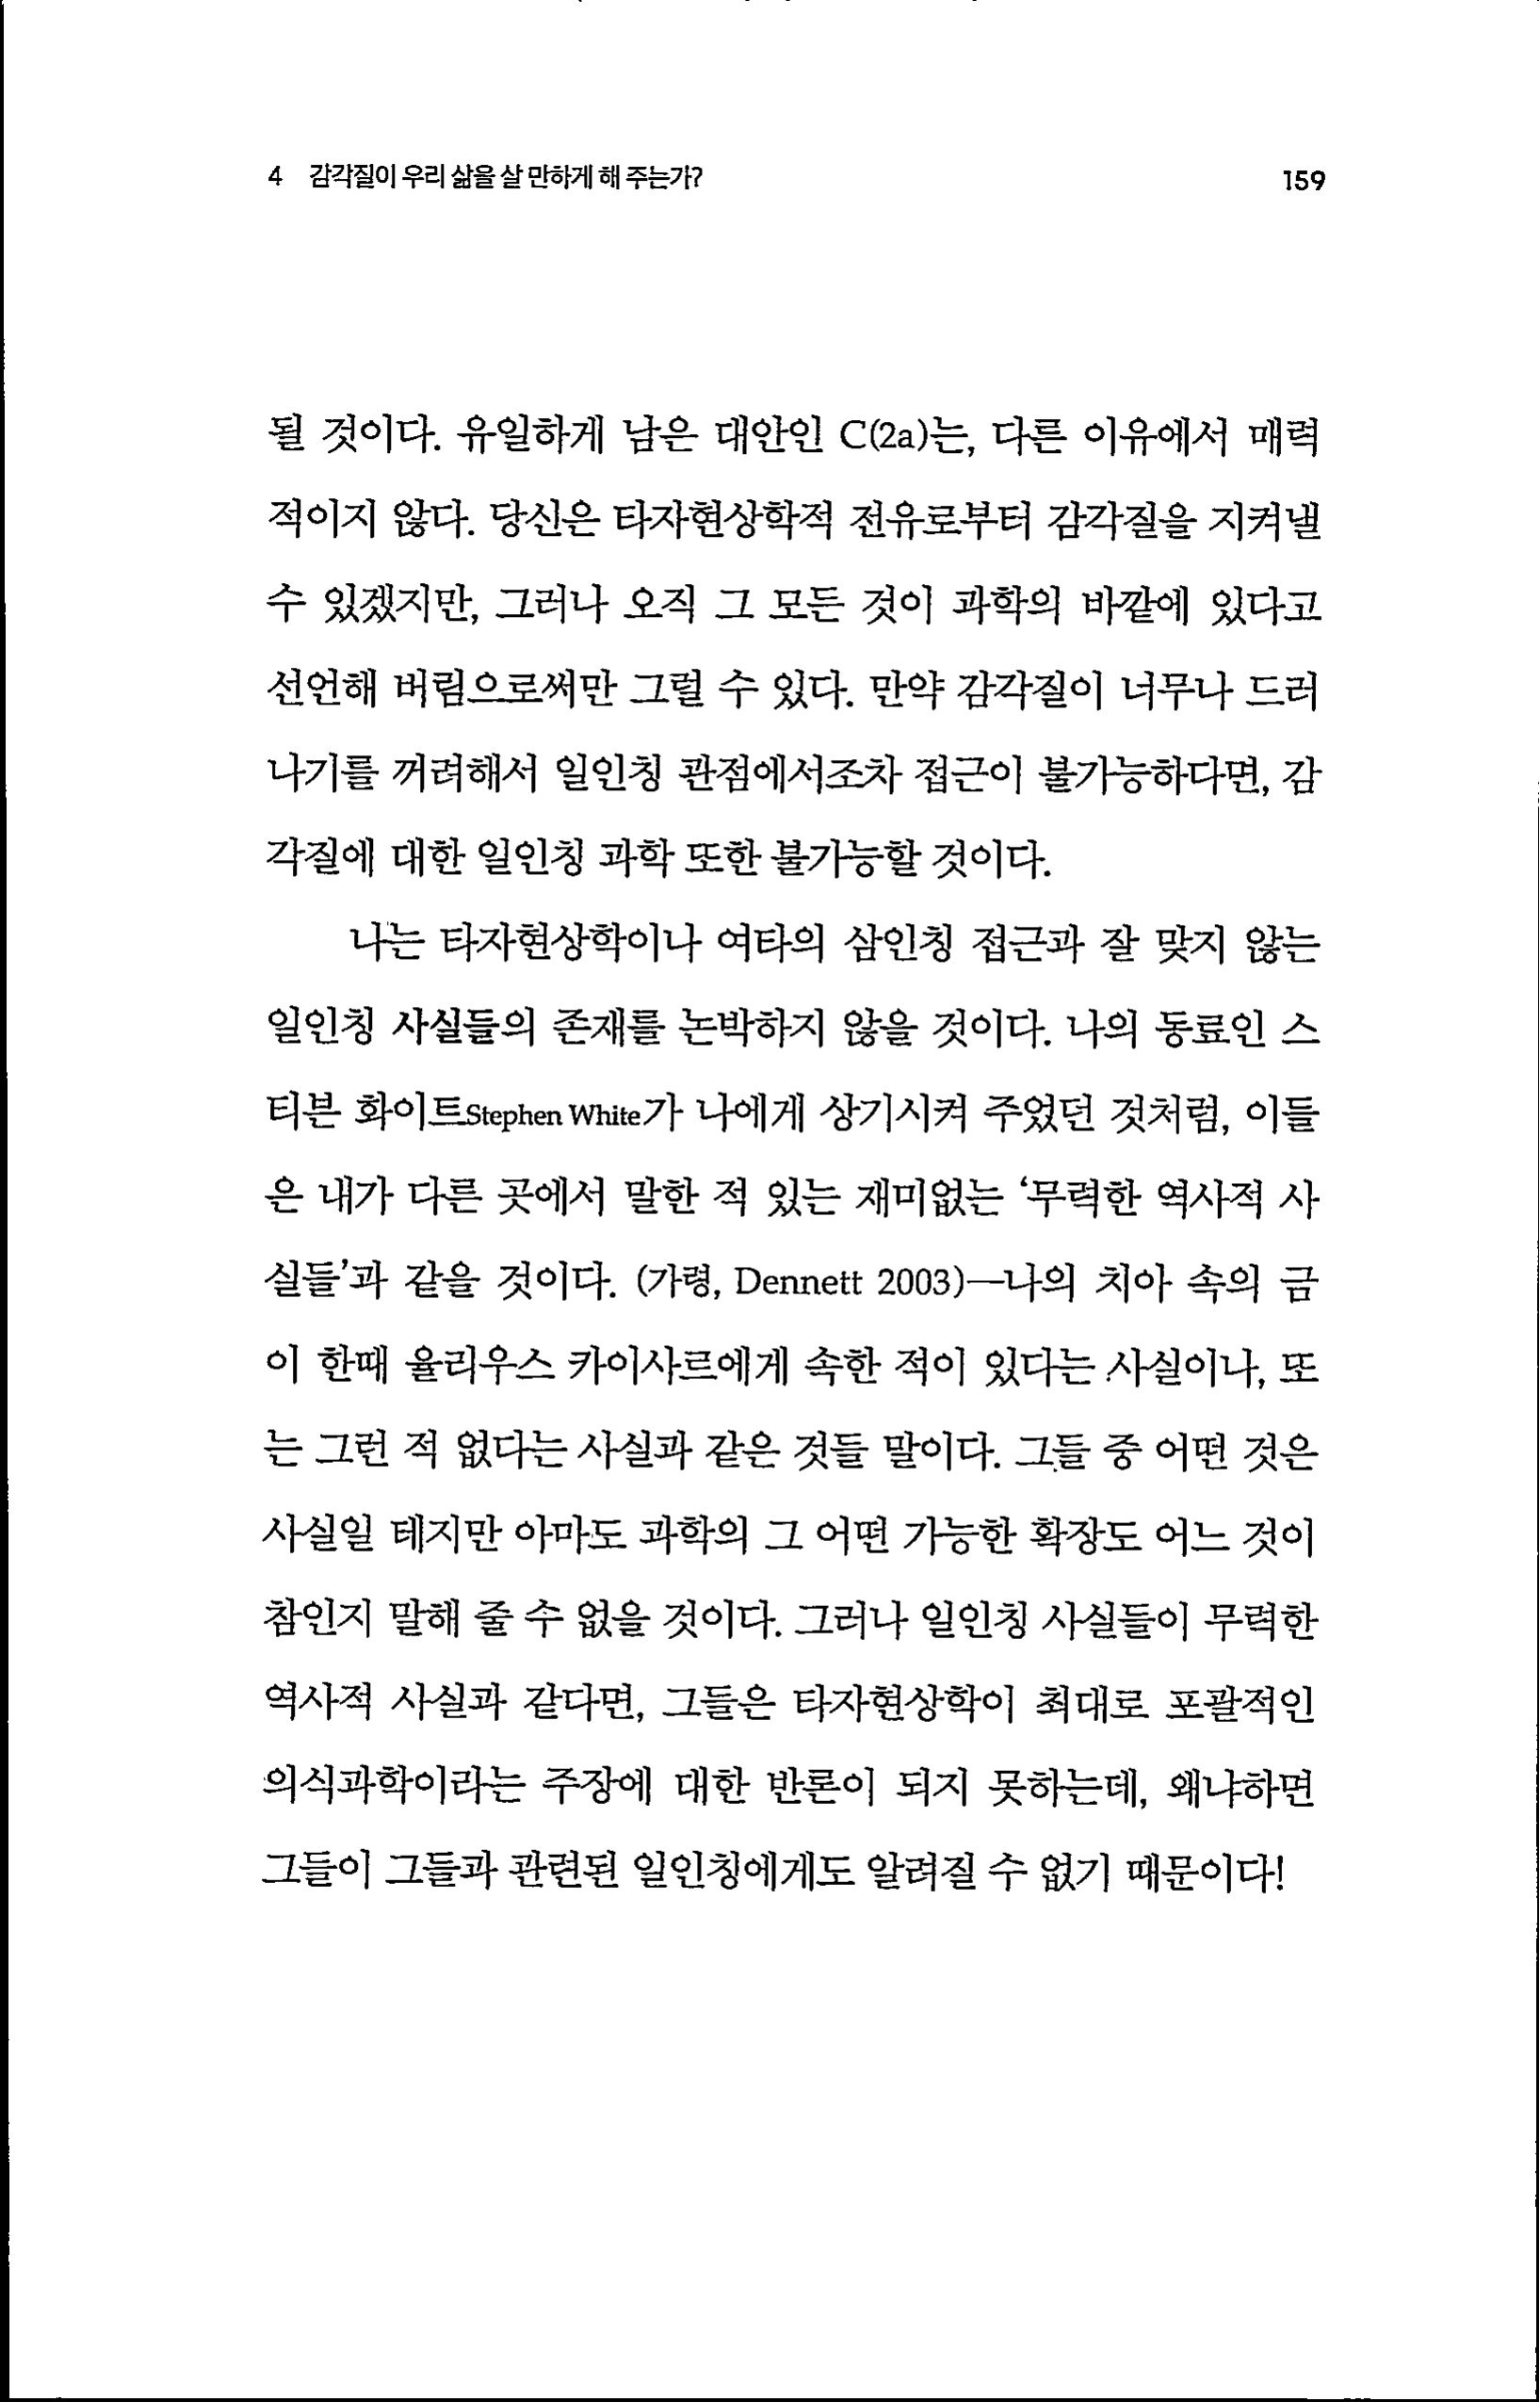 4 감각질이 우리 삶을 살 만하게 해 주는가? 159
될 것이다. 유일하게 남은 대안인 C(2a)는, 다른 이유에서 매력
적이지 않다. 당신은 타자현상학적 전유로부터 감각질을 지켜낼
수 있겠지만, 그러나 오직 그 모든 것이 과학의 바깥에 있다고
선언해 버림으로써만 그럴 수 있다. 만약 감각질이 너무나 드러
나기를 꺼려해서 일인칭 관점에서조차 접근이 불가능하다면, 감
각질에 대한 일인칭 과학 또한 불가능할 것이다.
나는 타자현상학이나 여타의 삼인칭 접근과 잘 맞지 않는
일인칭 사실들의 존재를 논박하지 않을 것이다. 나의 동료인 스
티븐 화이트Stephen White가 나에게 상기시켜 주었던 것처럼, 이들
은 내가 다른 곳에서 말한 적 있는 재미없는 ‘무력한 역사적 사
실들’과 같을 것이다. (가령, Dennett 2003)—나의 치아 속의 금
이 한때 율리우스 카이사르에게 속한 적이 있다는 사실이나, 또
는 그런 적 없다는 사실과 같은 것들 말이다. 그들 중 어떤 것은
사실일 테지만 아마도 과학의 그 어떤 가능한 확장도 어느 것이
참인지 말해 줄 수 없을 것이다. 그러나 일인칭 사실들이 무력한
역사적 사실과 같다면, 그들은 타자현상학이 최대로 포괄적인
의식과학이라는 주장에 대한 반론이 되지 못하는데, 왜냐하면
그들이 그들과 관련된 일인칭에게도 알려질 수 없기 때문이다!